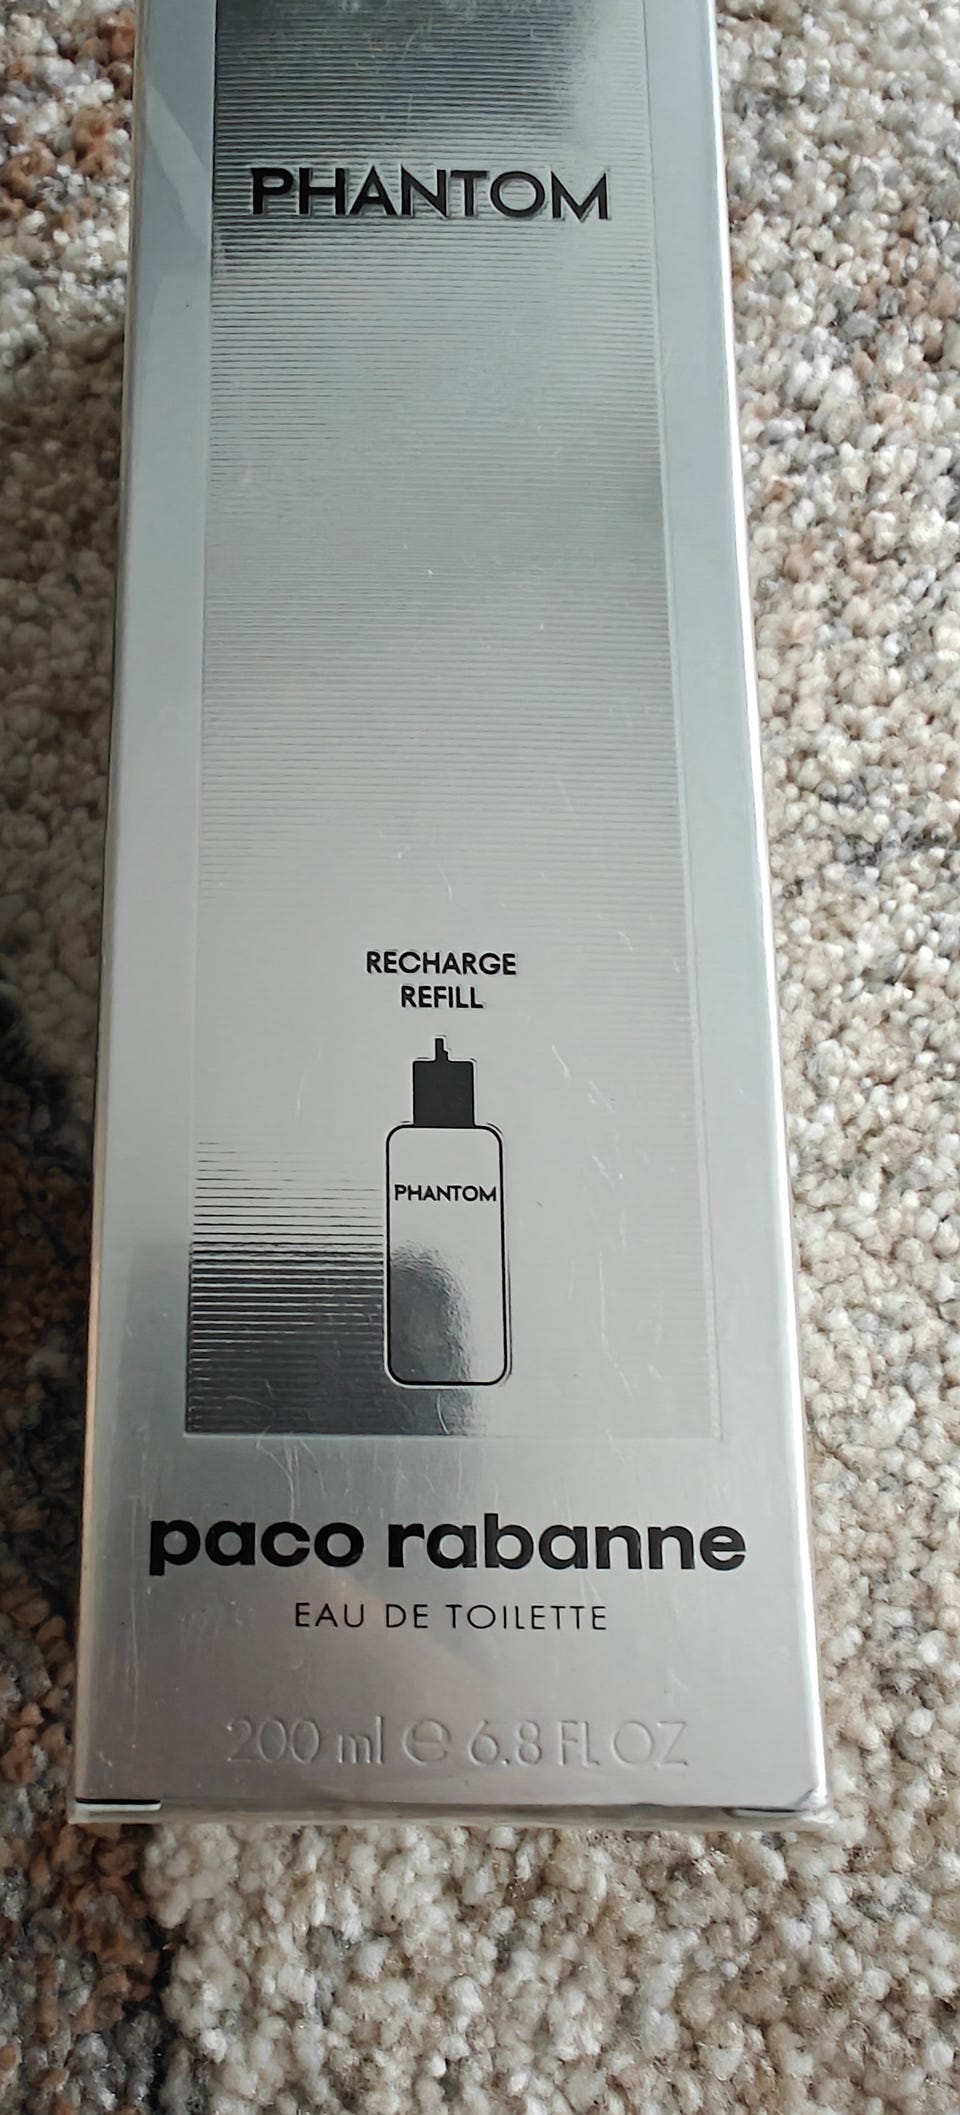 PHANTOM
RECHARGE
REFILL
PHANTOM
paco rabanne
EAU DE TOILETTE
200 ml ℮ 6.8 FL OZ